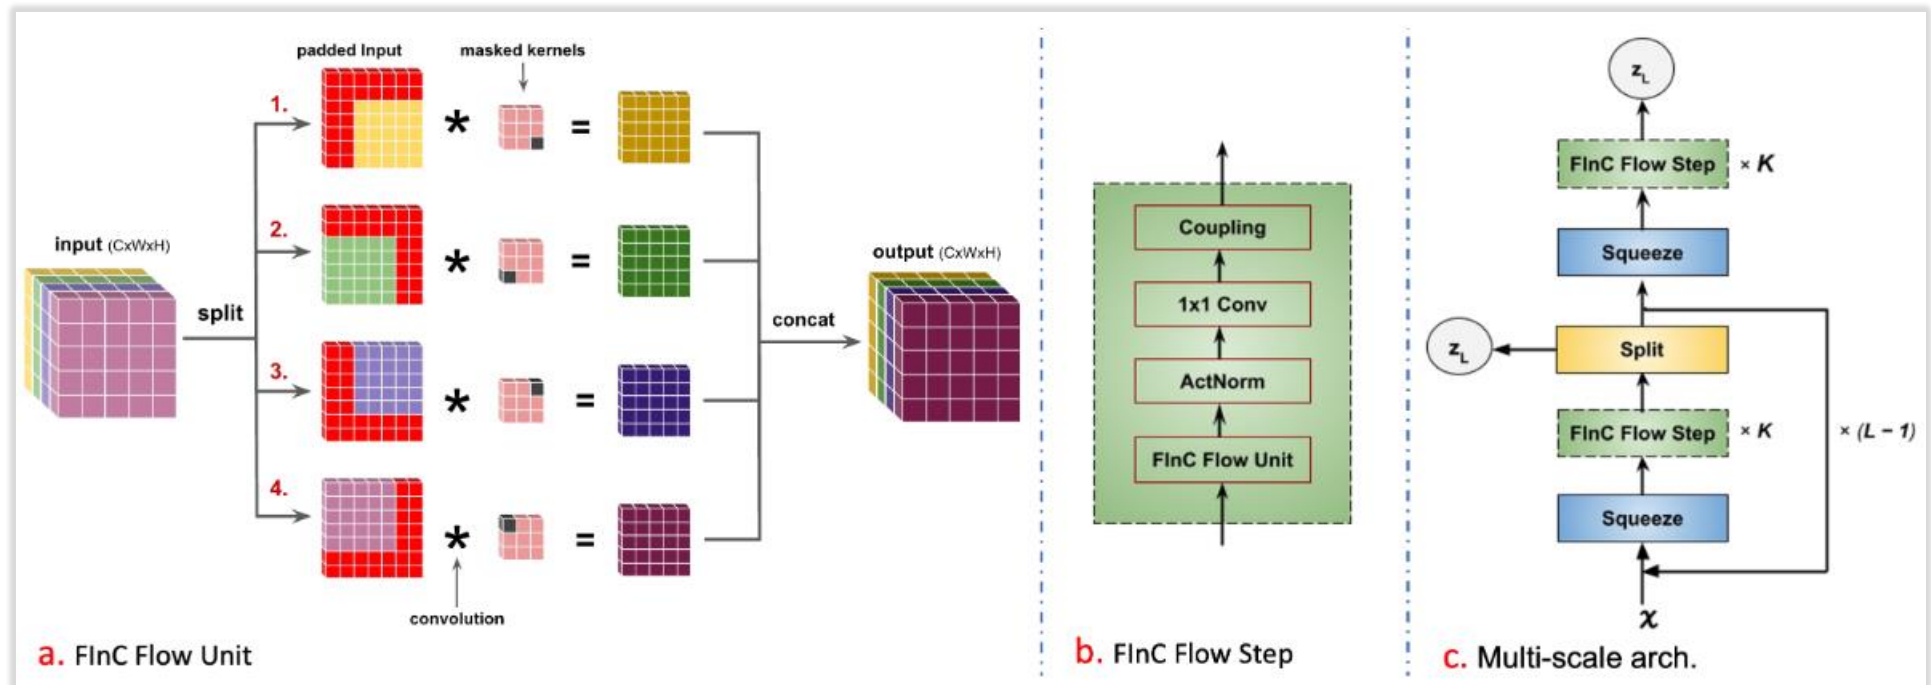 padded Input
masked kernels
1.
*
=
2.
*
=
input (CxWxH)
split
3.
*
=
4.
*
=
convolution
concat
output (CxWxH)
a. FInC Flow Unit
Coupling
1x1 Conv
ActNorm
FInC Flow Unit
b. FInC Flow Step
z_L
FInC Flow Step × K
Squeeze
z_L
Split
FInC Flow Step × K
× (L − 1)
Squeeze
x
c. Multi-scale arch.